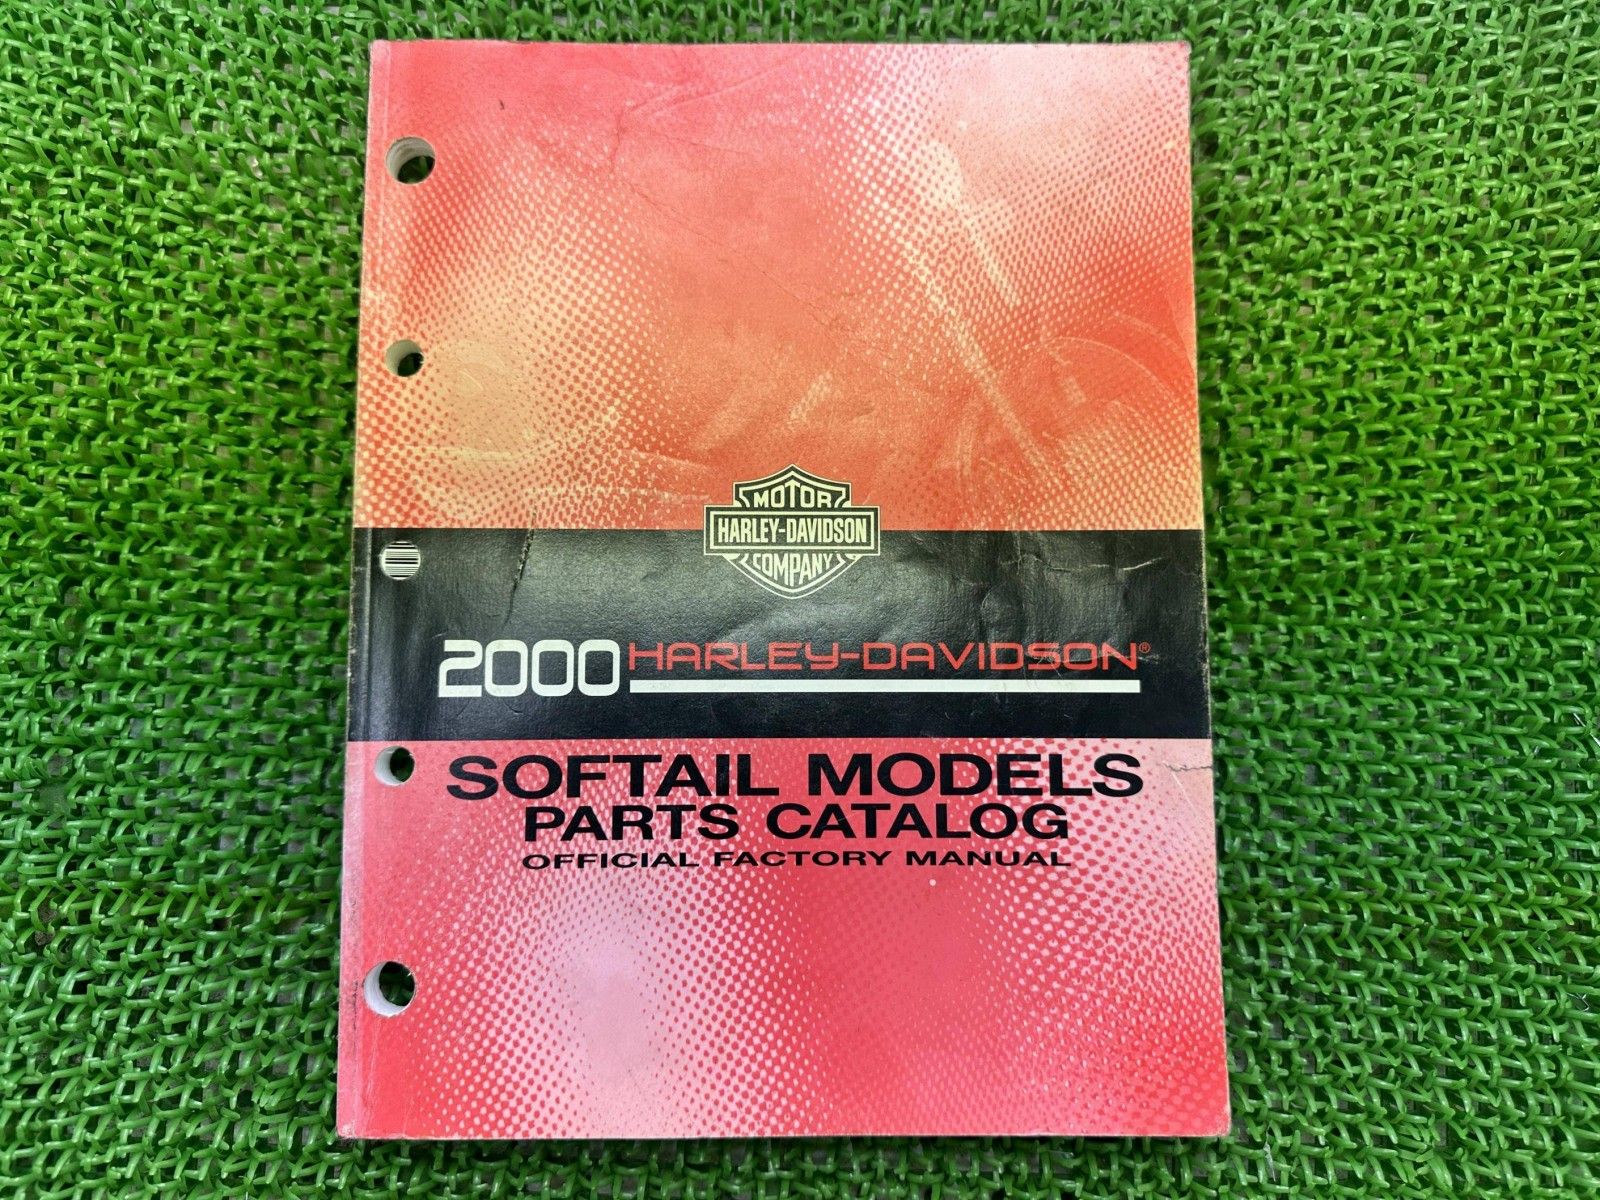 MOTOR
HARLEY-DAVIDSON
COMPANY
2000 HARLEY-DAVIDSON®
SOFTAIL MODELS
PARTS CATALOG
OFFICIAL FACTORY MANUAL